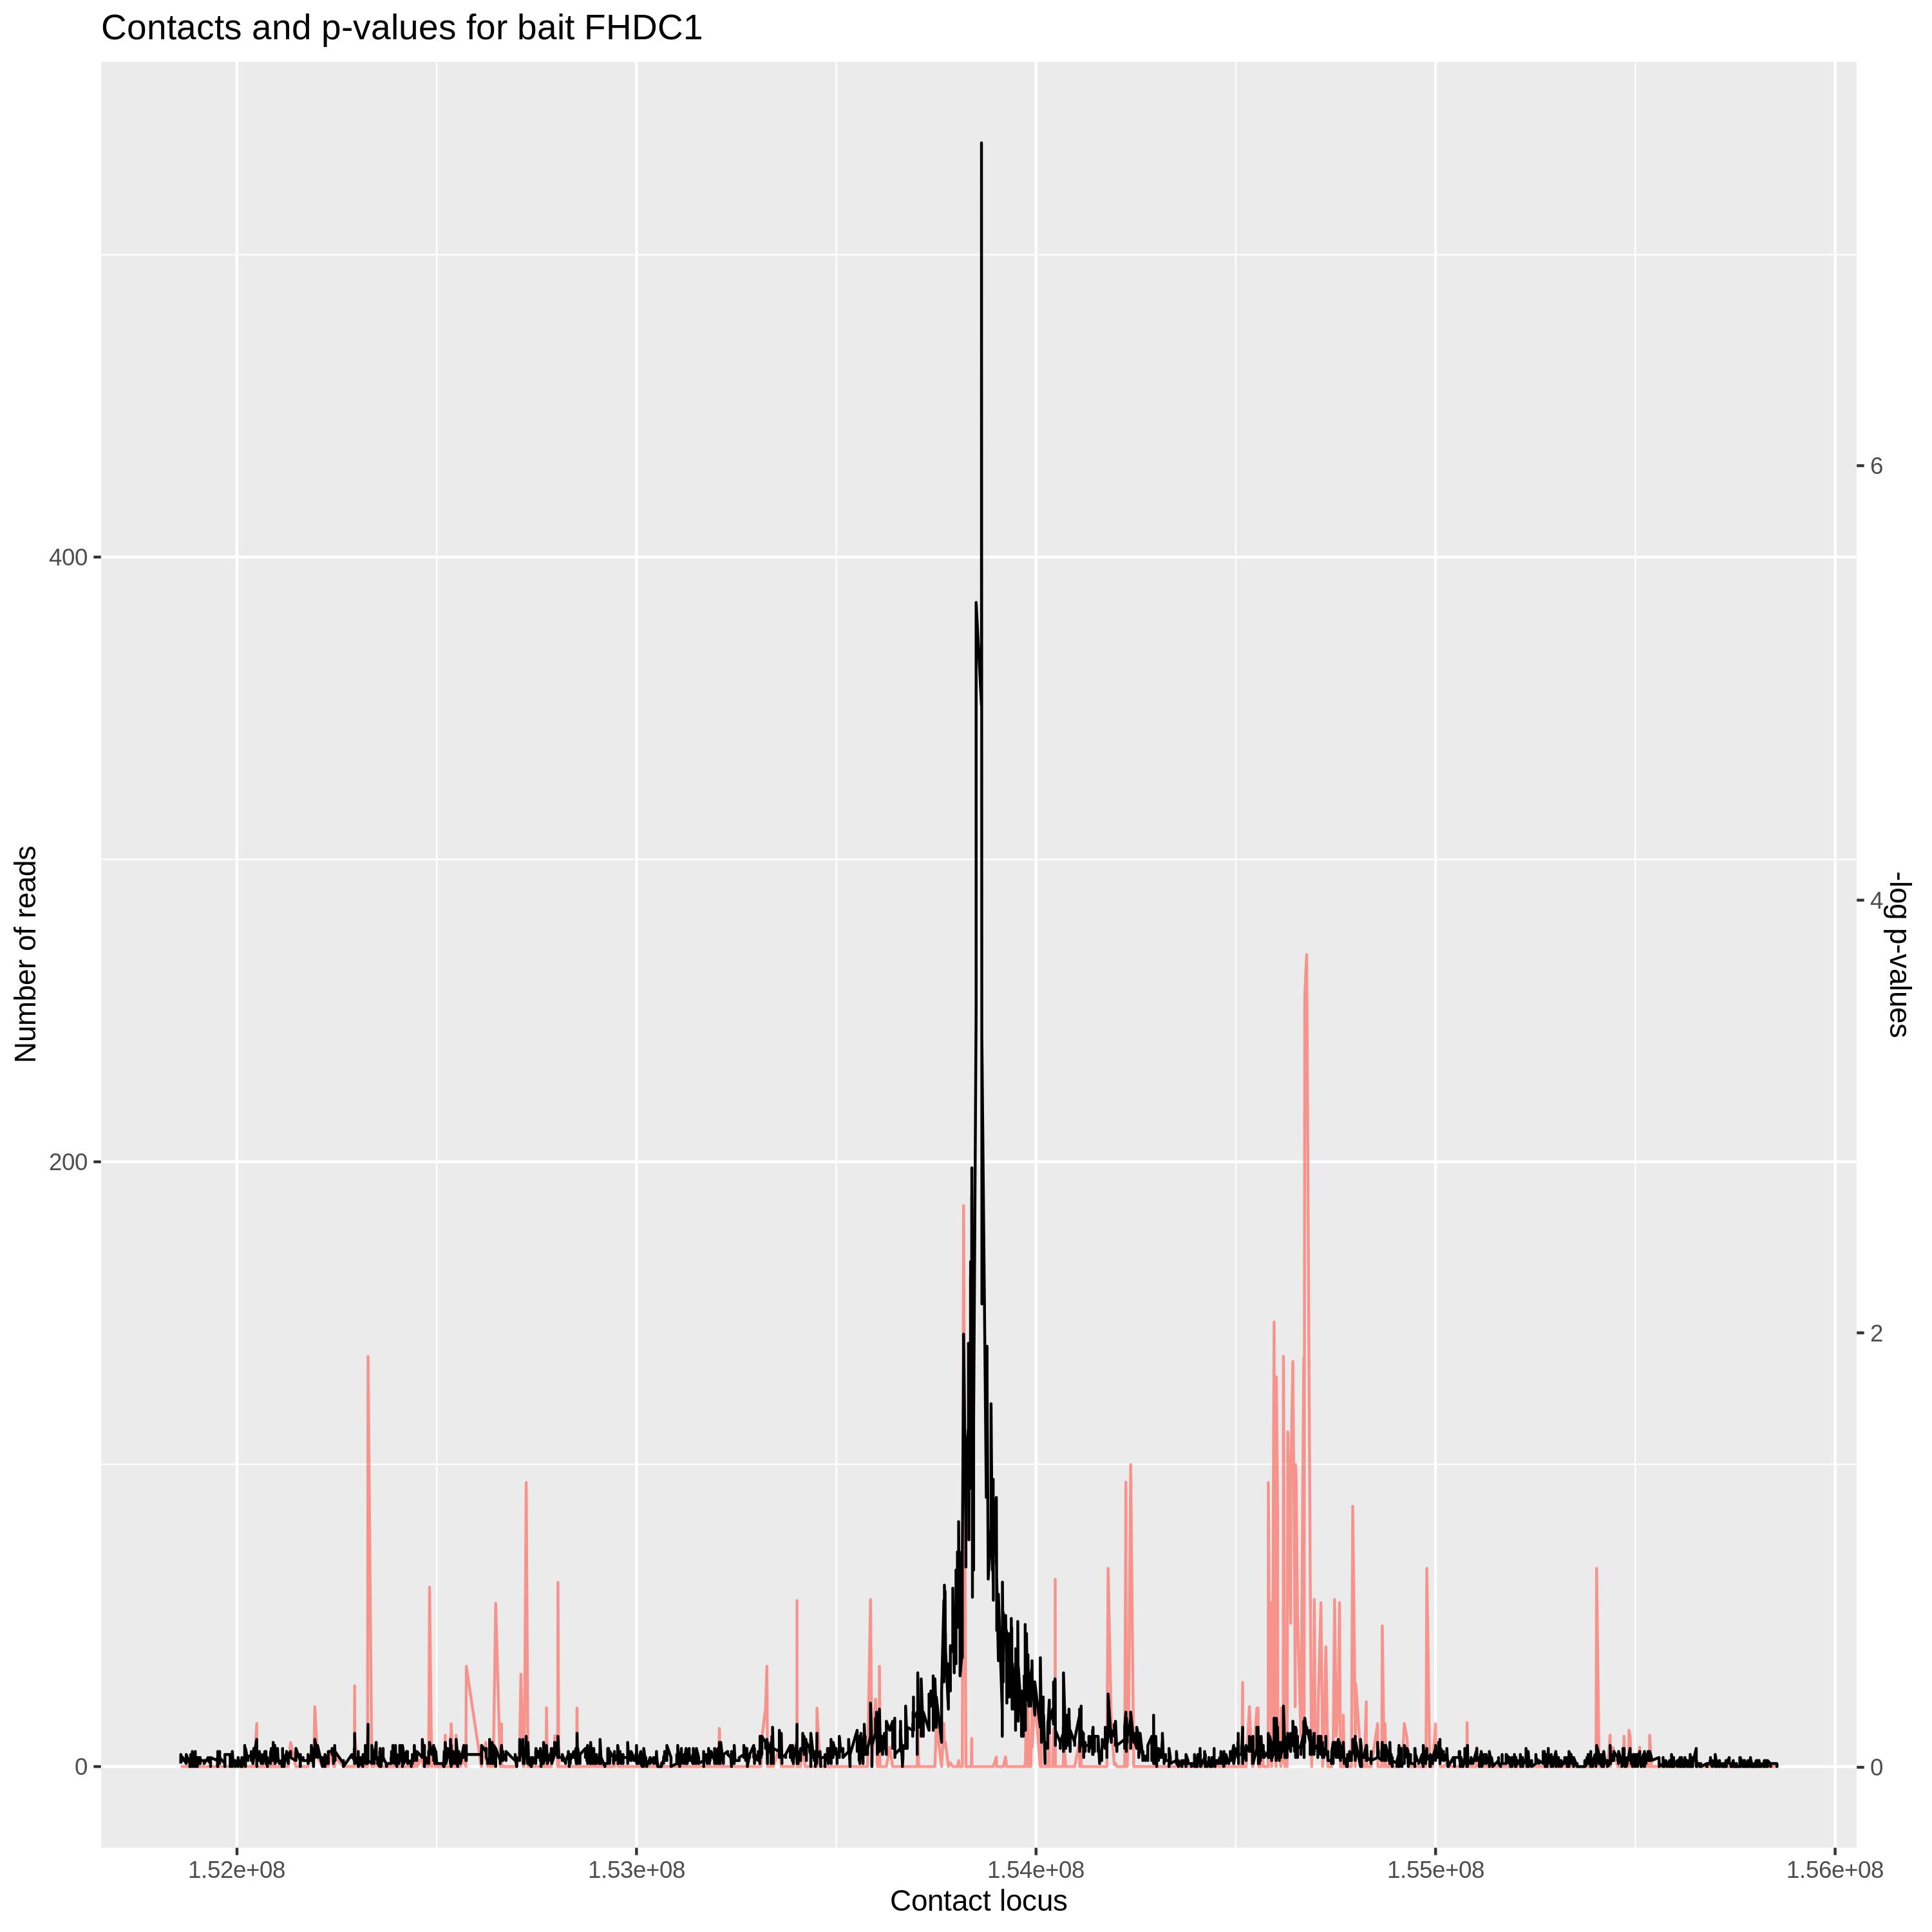 Contacts and p-values for bait FHDC1
Number of reads
400
200
0
6
4
2
0
-log p-values
1.52e+08 1.53e+08 1.54e+08 1.55e+08 1.56e+08
Contact locus